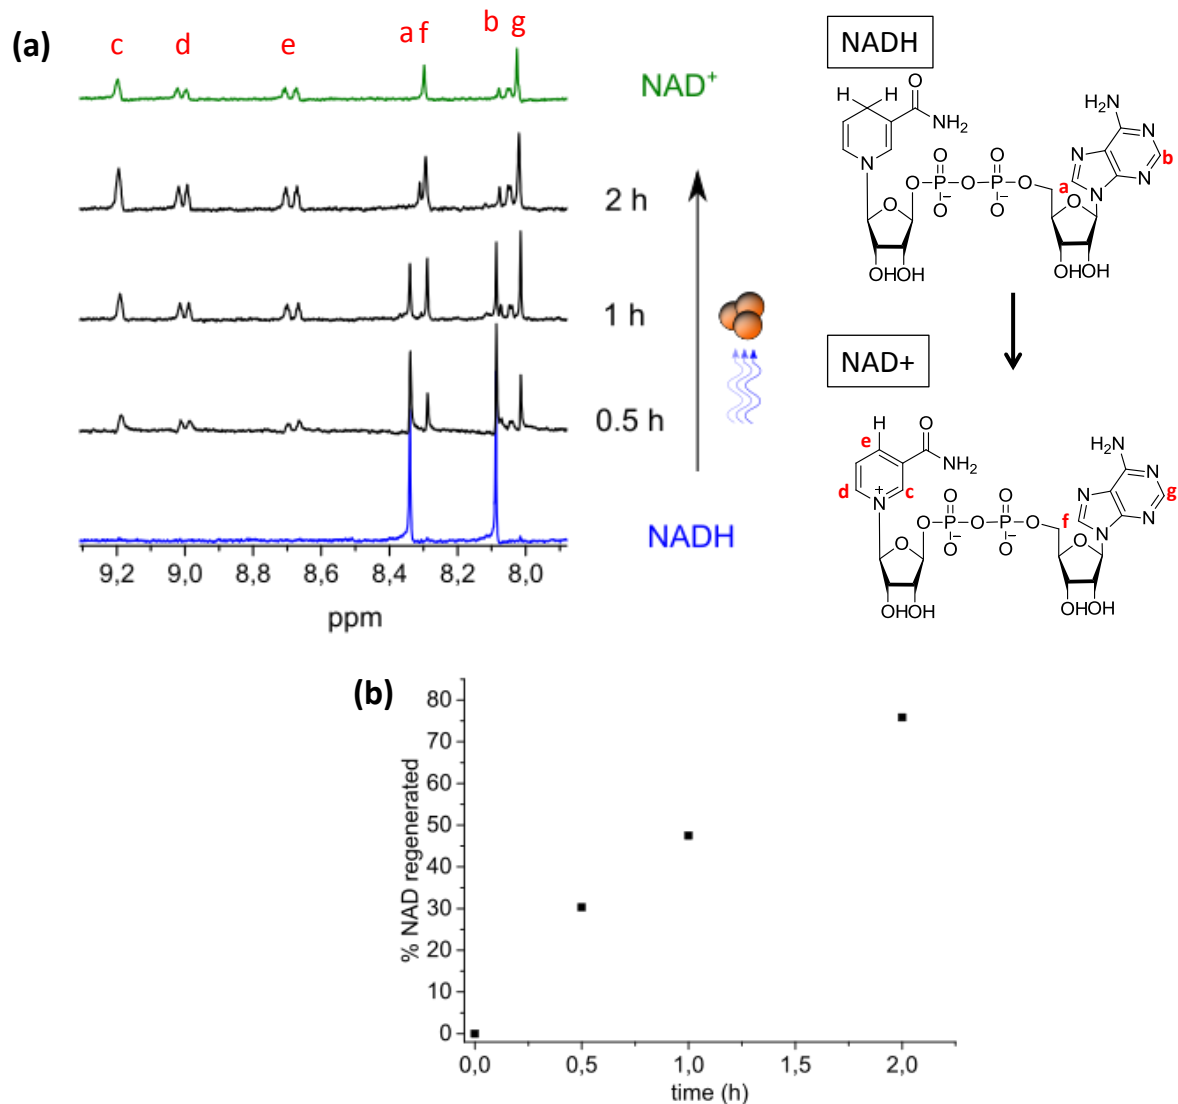 (a)
c d e a f b g
NAD⁺
2 h
1 h
0.5 h
NADH
9,2 9,0 8,8 8,6 8,4 8,2 8,0
ppm
NADH
H H O
NH₂
N
O P O P O
O O
O⁻ O⁻
O
OHOH
a
O
OHOH
H₂N
N N b
N N
NAD+
H
e O
NH₂
d N⁺ c
O P O P O
O O
O⁻ O⁻
O
OHOH
f
O
OHOH
H₂N
N N g
N N
(b)
% NAD regenerated
80
70
60
50
40
30
20
10
0
0,0 0,5 1,0 1,5 2,0
time (h)